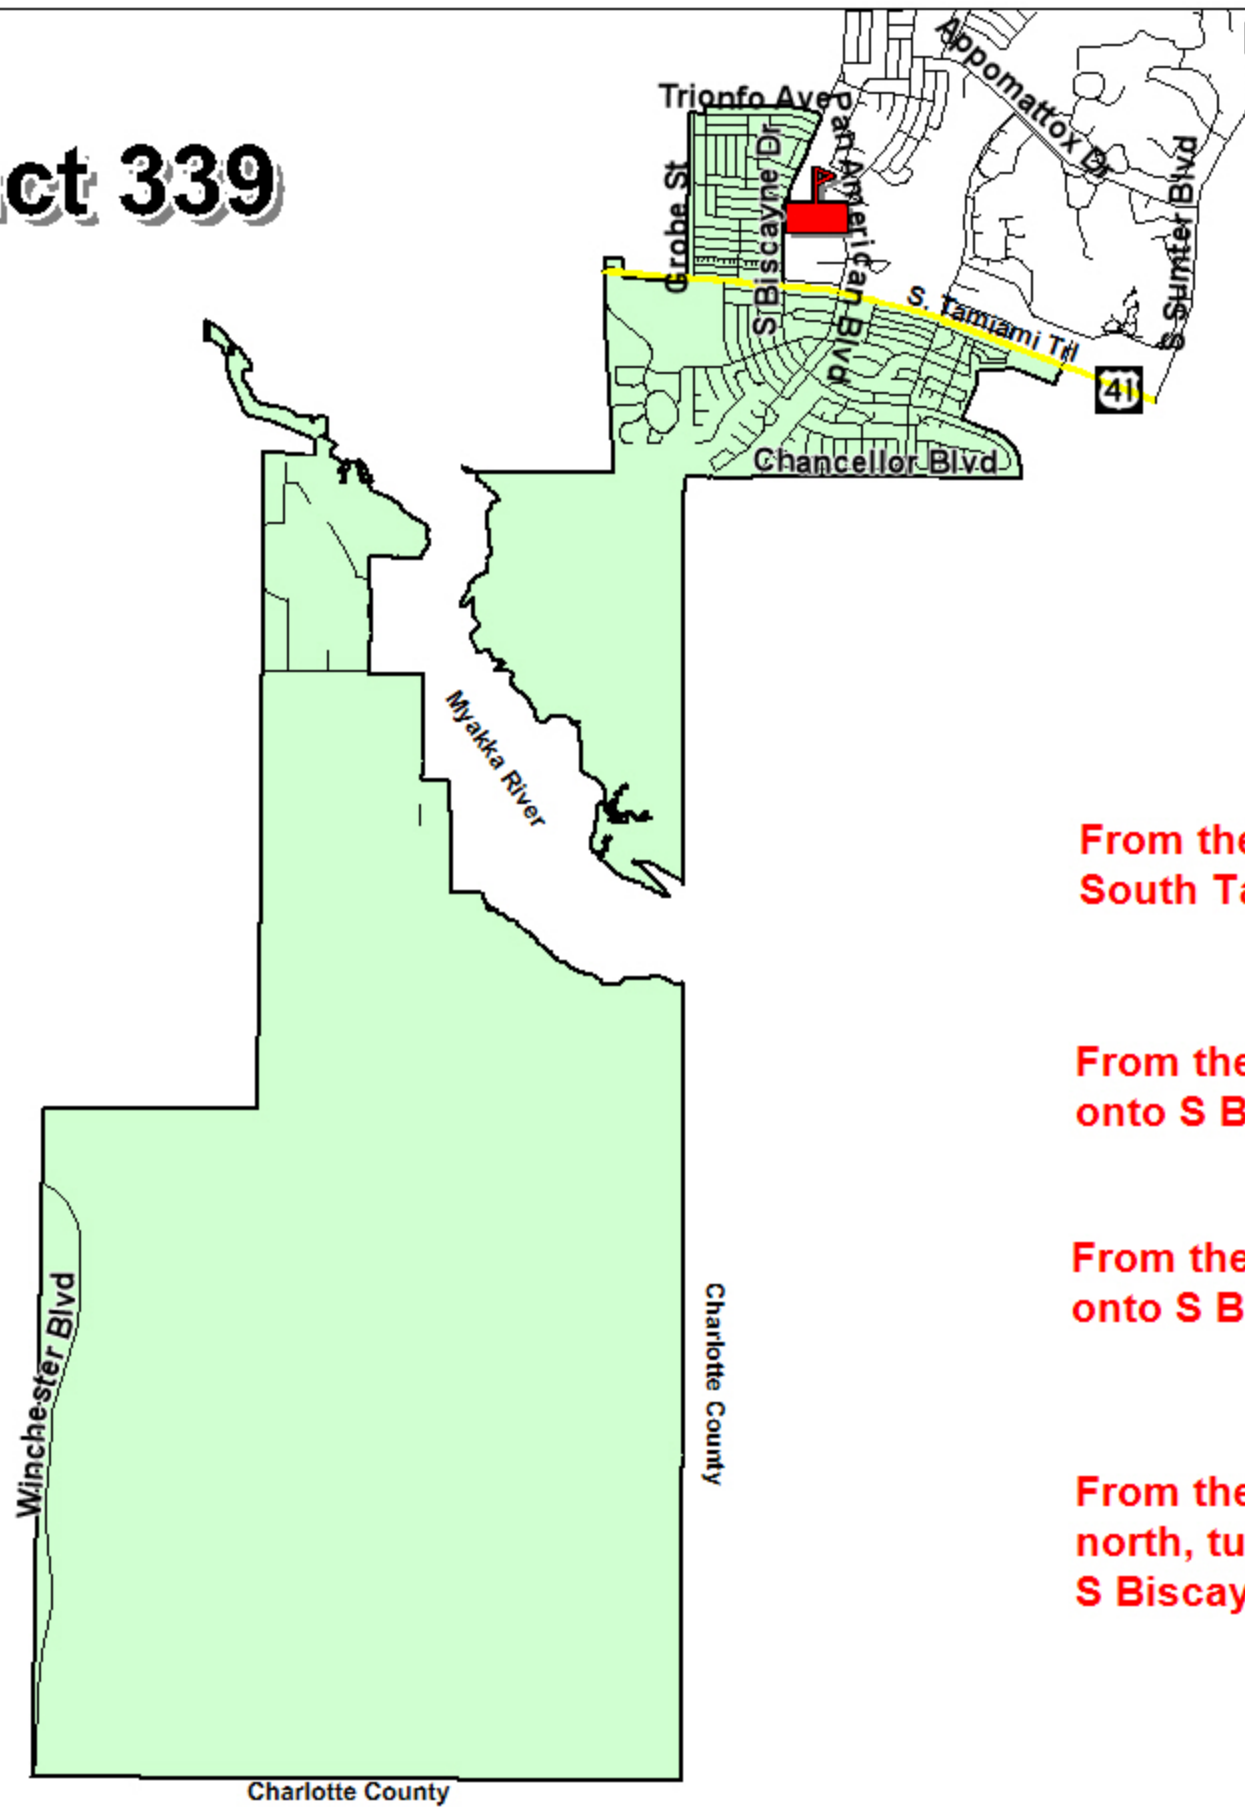 ct 339
Appomattox Dr
Trionfo Ave
Pan American Blvd
S Biscayne Dr
Grobe St
S Sumter Blvd
S. Tamiami Trl
41
Chancellor Blvd
Myakka River
From the
South Ta
From the
onto S B
From the
onto S B
Winchester Blvd
Charlotte County
From the
north, tu
S Biscay
Charlotte County